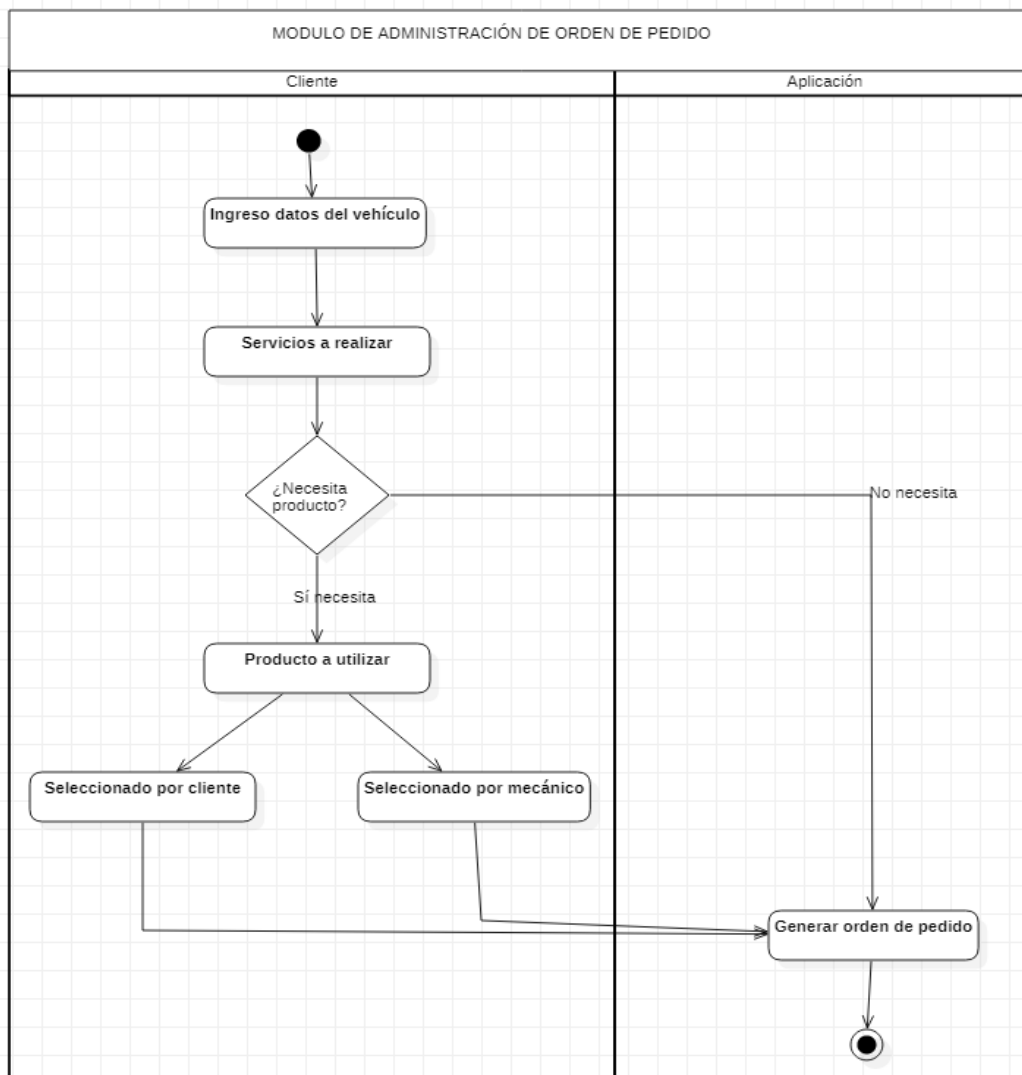 MODULO DE ADMINISTRACIÓN DE ORDEN DE PEDIDO
Cliente
Aplicación
Ingreso datos del vehículo
Servicios a realizar
¿Necesita
producto?
No necesita
Sí necesita
Producto a utilizar
Seleccionado por cliente
Seleccionado por mecánico
Generar orden de pedido